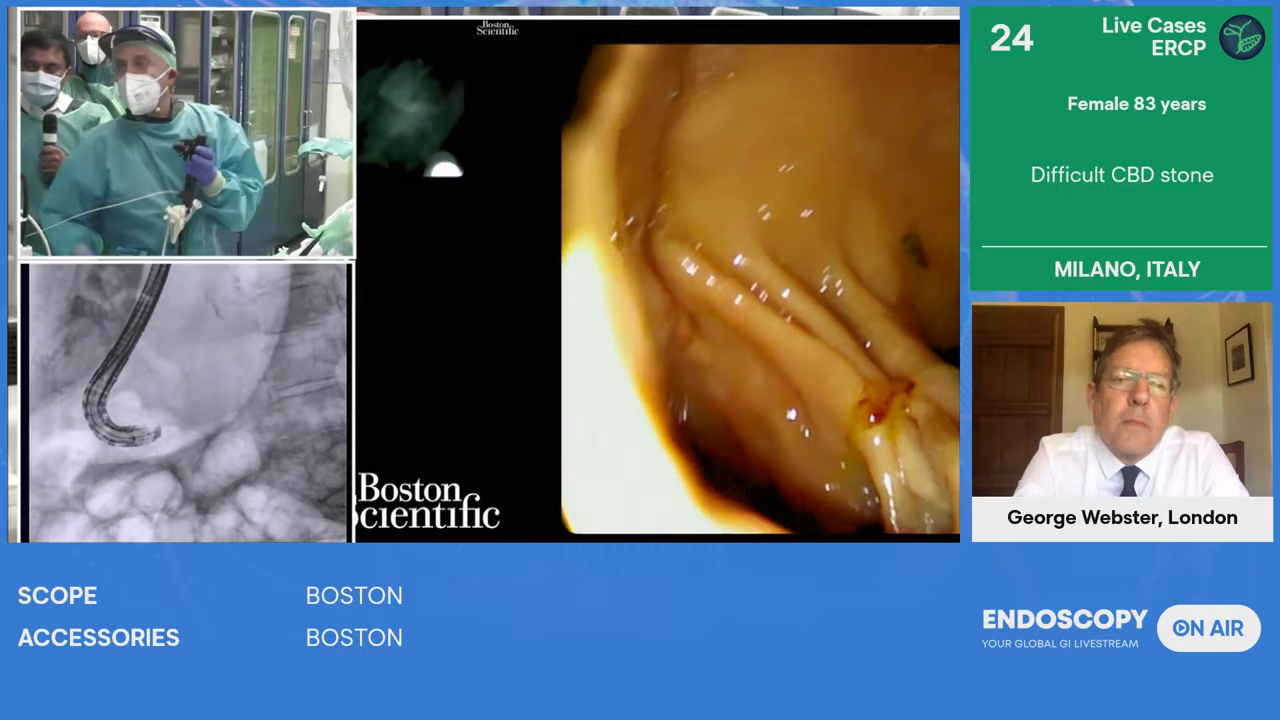 Boston
Scientific
Boston
Scientific
24
Live Cases
ERCP
Female 83 years
Difficult CBD stone
MILANO, ITALY
George Webster, London
SCOPE BOSTON
ACCESSORIES BOSTON
ENDOSCOPY
YOUR GLOBAL GI LIVESTREAM
ON AIR